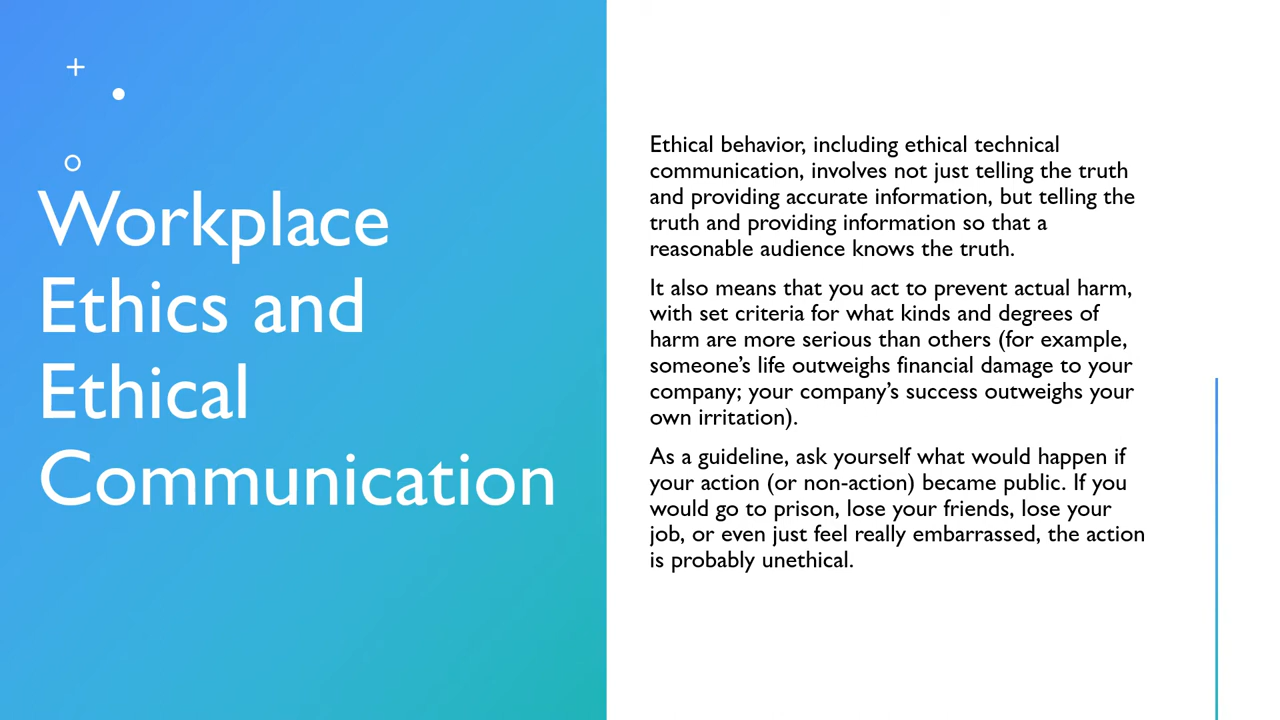 Workplace
Ethics and
Ethical
Communication
Ethical behavior, including ethical technical
communication, involves not just telling the truth
and providing accurate information, but telling the
truth and providing information so that a
reasonable audience knows the truth.
It also means that you act to prevent actual harm,
with set criteria for what kinds and degrees of
harm are more serious than others (for example,
someone’s life outweighs financial damage to your
company; your company’s success outweighs your
own irritation).
As a guideline, ask yourself what would happen if
your action (or non-action) became public. If you
would go to prison, lose your friends, lose your
job, or even just feel really embarrassed, the action
is probably unethical.